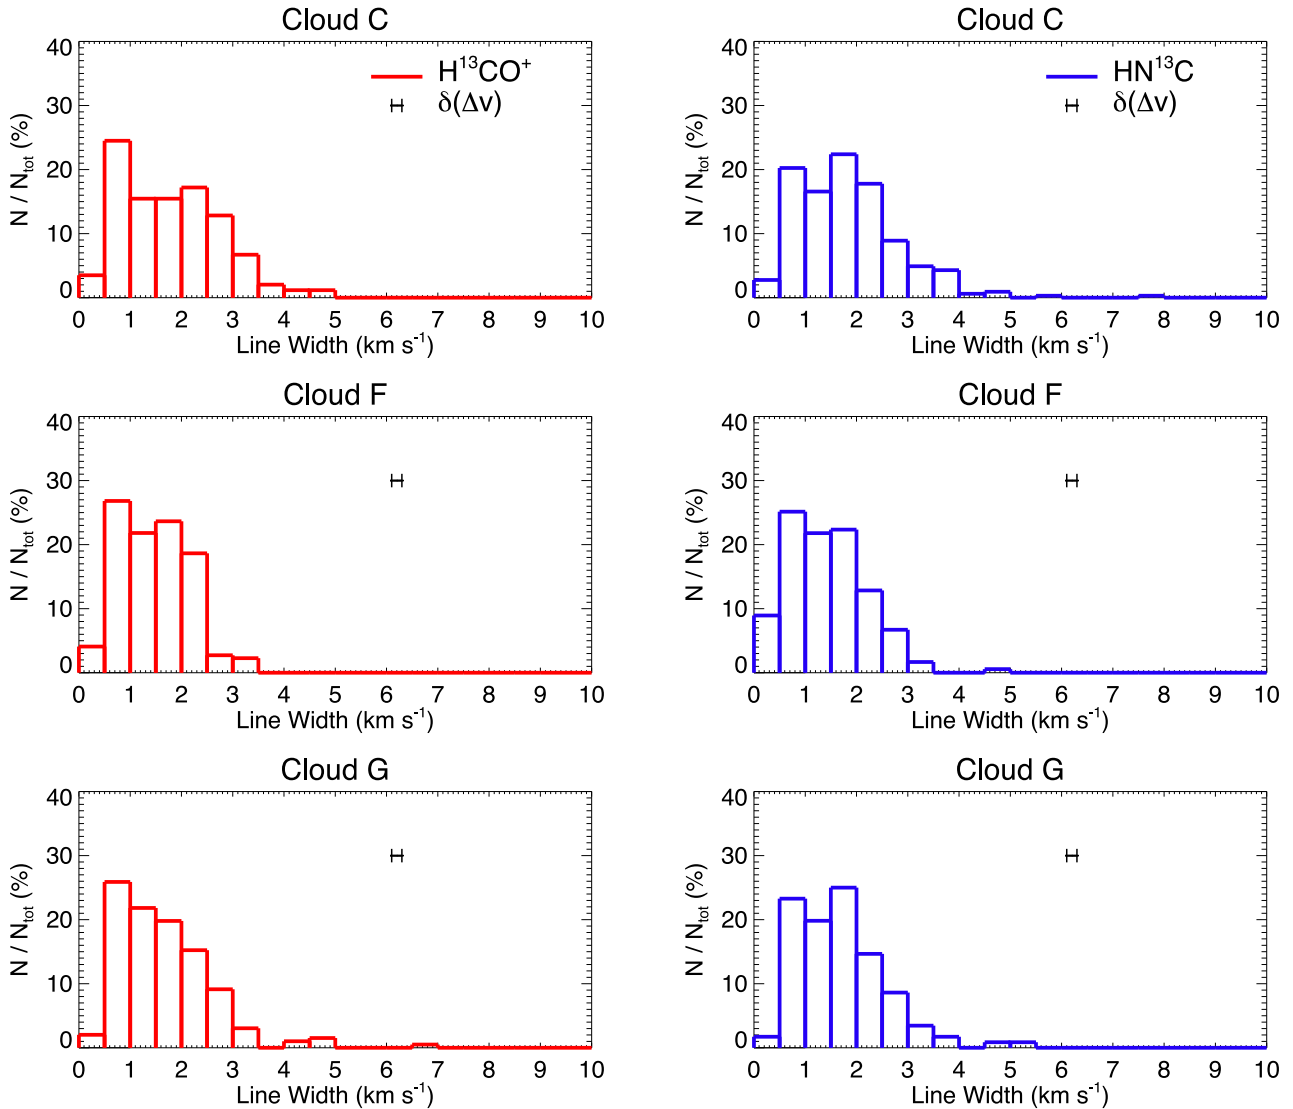 Cloud C
H¹³CO⁺
δ(Δv)
N / Nₜₒₜ (%)
40
30
20
10
0
0 1 2 3 4 5 6 7 8 9 10
Line Width (km s⁻¹)
Cloud C
HN¹³C
δ(Δv)
N / Nₜₒₜ (%)
40
30
20
10
0
0 1 2 3 4 5 6 7 8 9 10
Line Width (km s⁻¹)
Cloud F
N / Nₜₒₜ (%)
40
30
20
10
0
0 1 2 3 4 5 6 7 8 9 10
Line Width (km s⁻¹)
Cloud F
N / Nₜₒₜ (%)
40
30
20
10
0
0 1 2 3 4 5 6 7 8 9 10
Line Width (km s⁻¹)
Cloud G
N / Nₜₒₜ (%)
40
30
20
10
0
0 1 2 3 4 5 6 7 8 9 10
Line Width (km s⁻¹)
Cloud G
N / Nₜₒₜ (%)
40
30
20
10
0
0 1 2 3 4 5 6 7 8 9 10
Line Width (km s⁻¹)